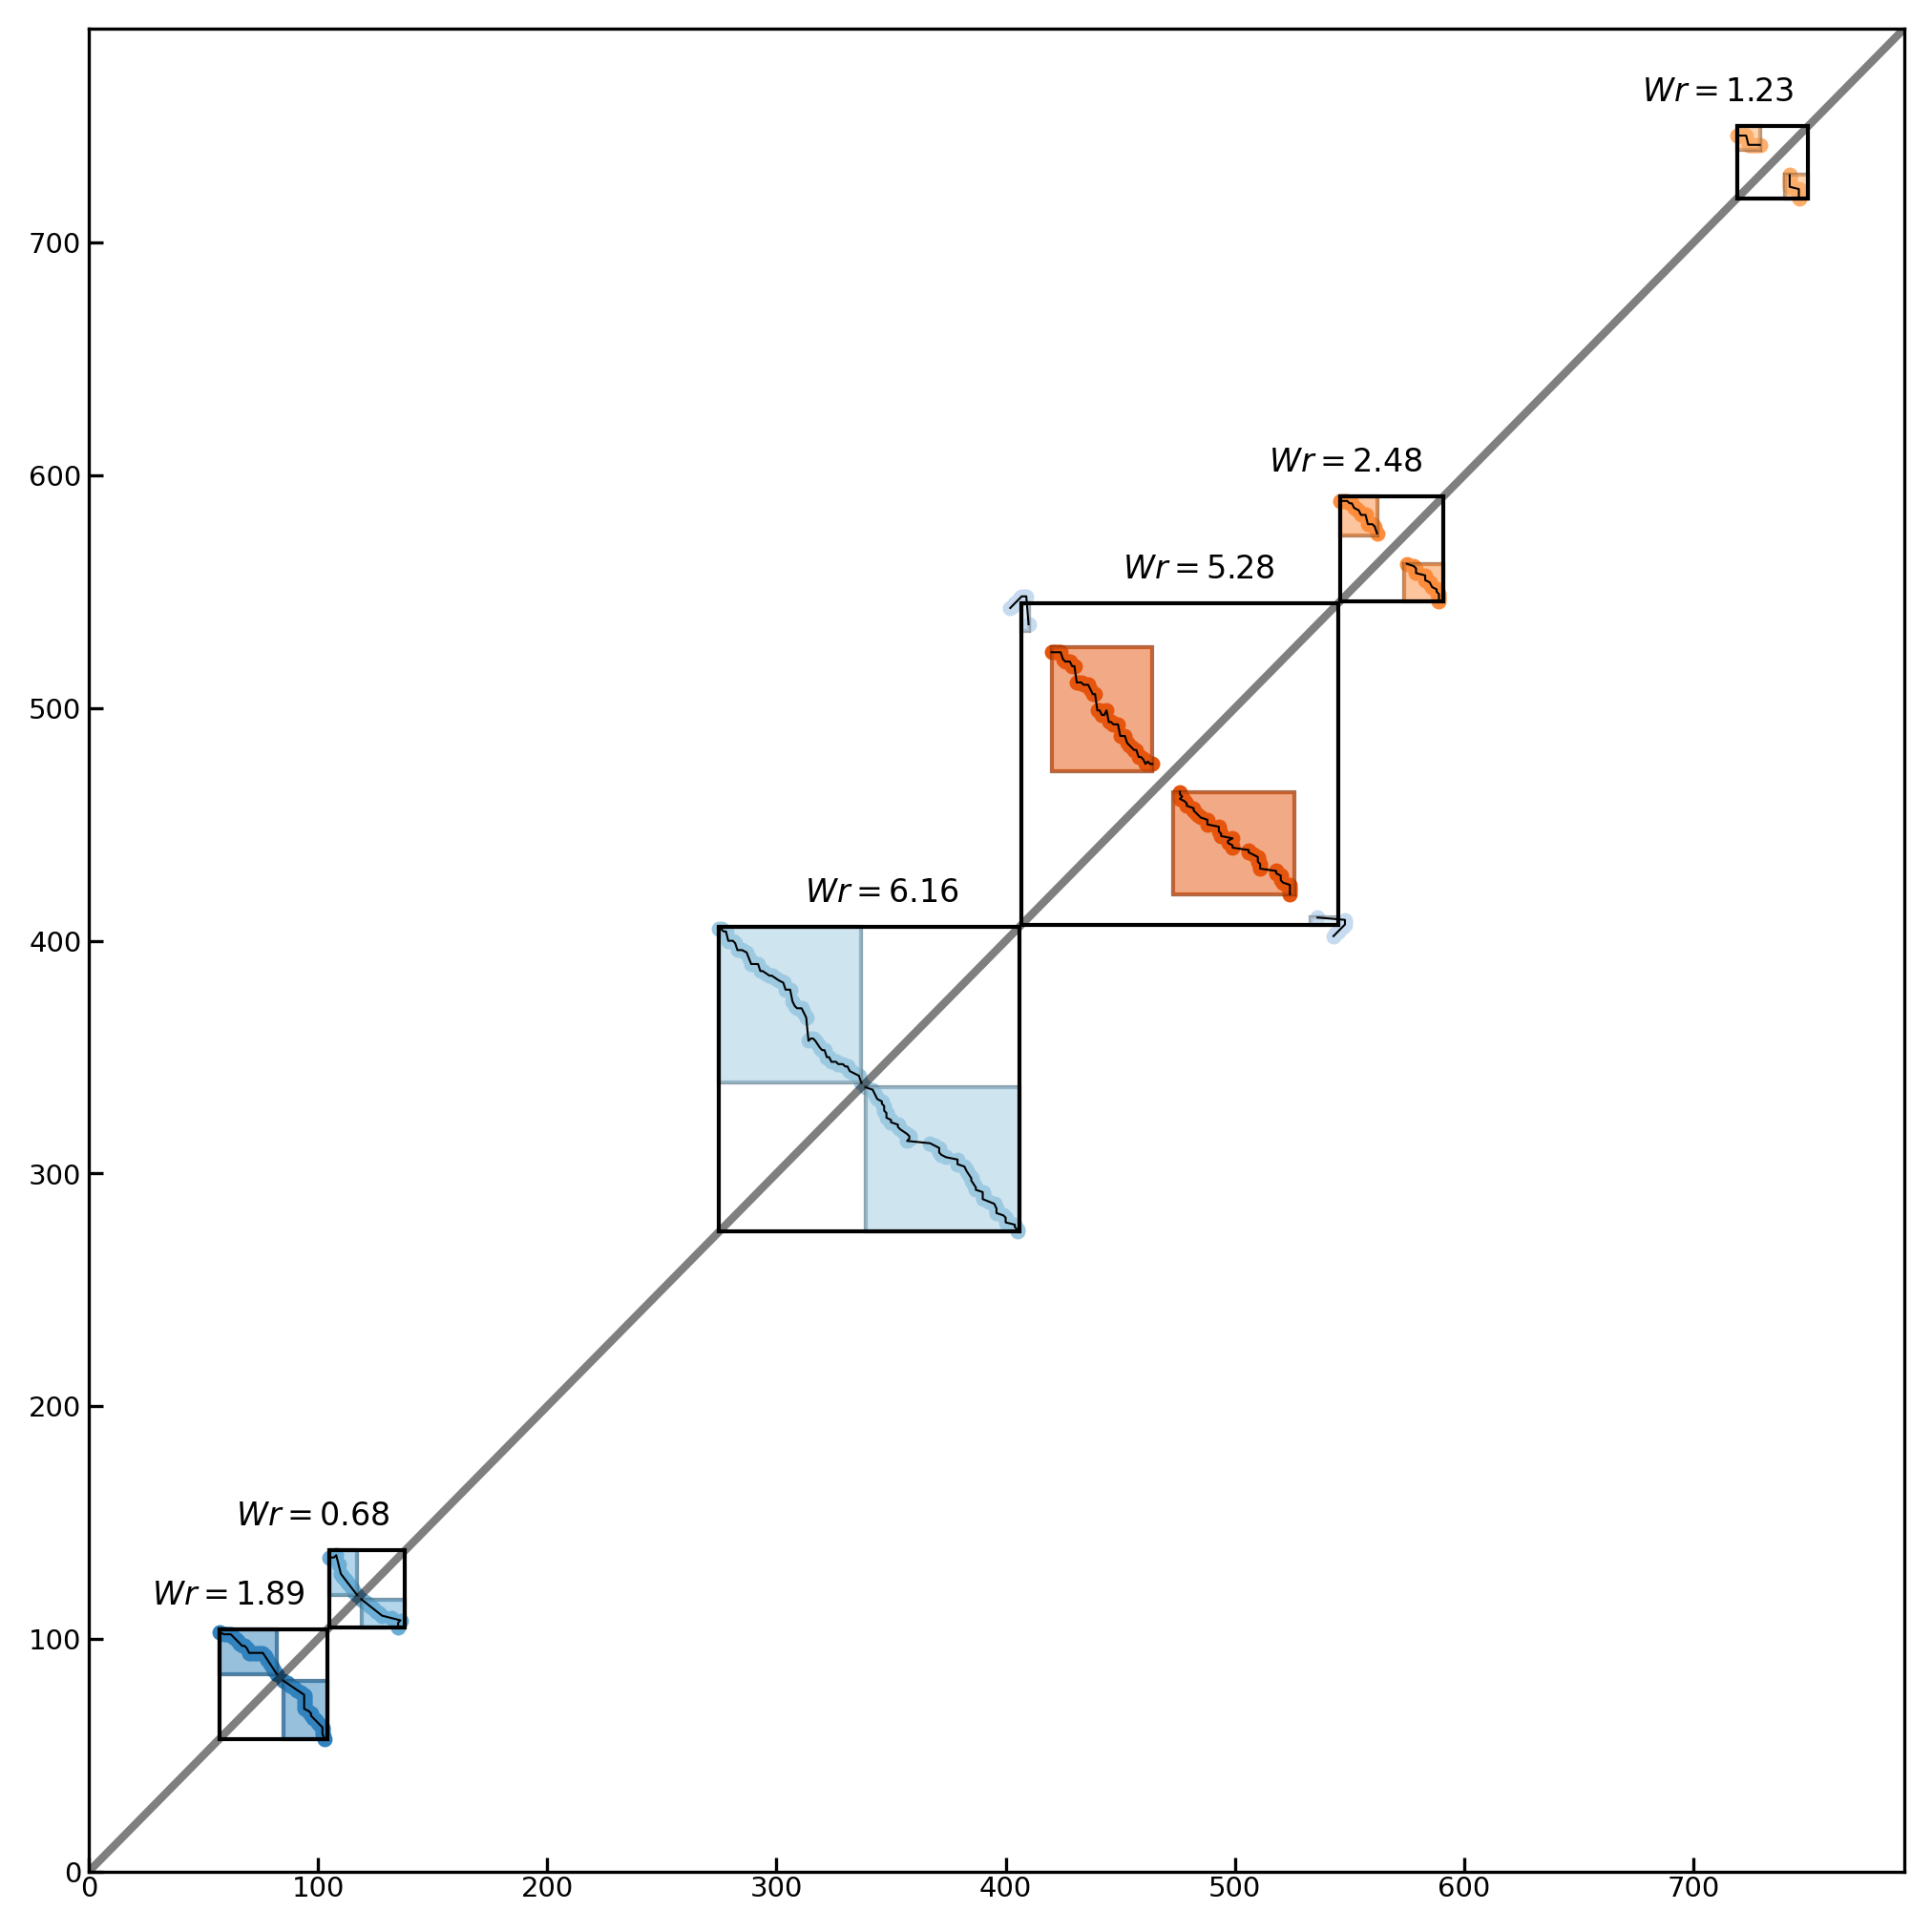 Wr = 1.23
700
Wr = 2.48
600
Wr = 5.28
500
Wr = 6.16
400
300
200
Wr = 0.68
Wr = 1.89
100
0
0 100 200 300 400 500 600 700